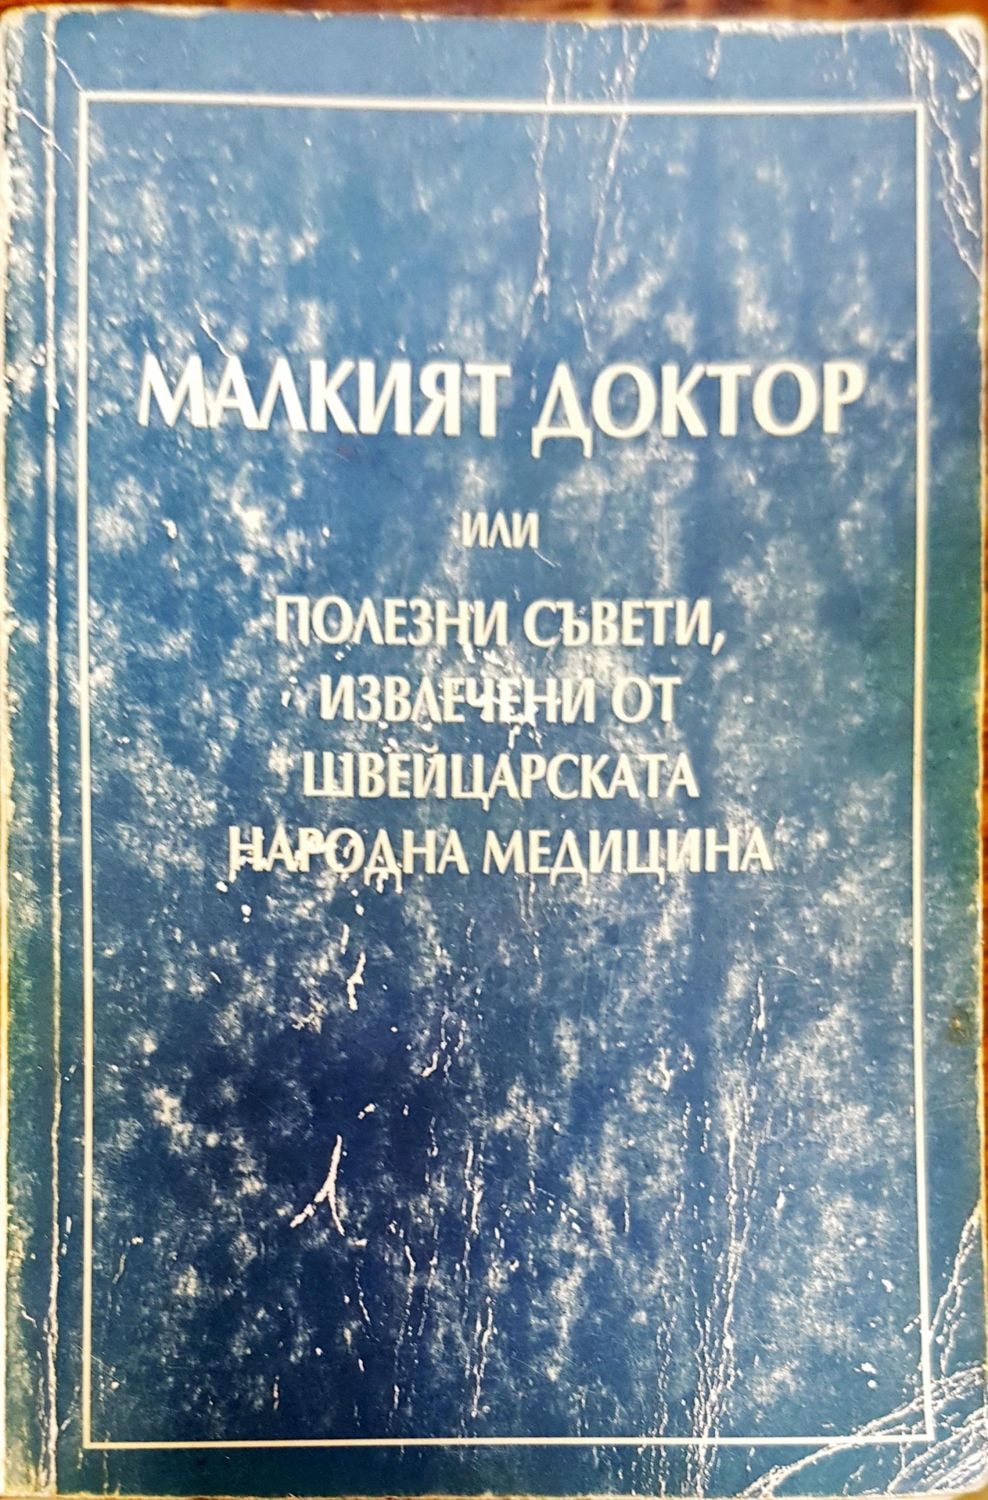 МАЛКИЯТ ДОКТОР
ИЛИ
ПОЛЕЗНИ СЪВЕТИ,
ИЗВЛЕЧЕНИ ОТ
ШВЕЙЦАРСКАТА
НАРОДНА МЕДИЦИНА